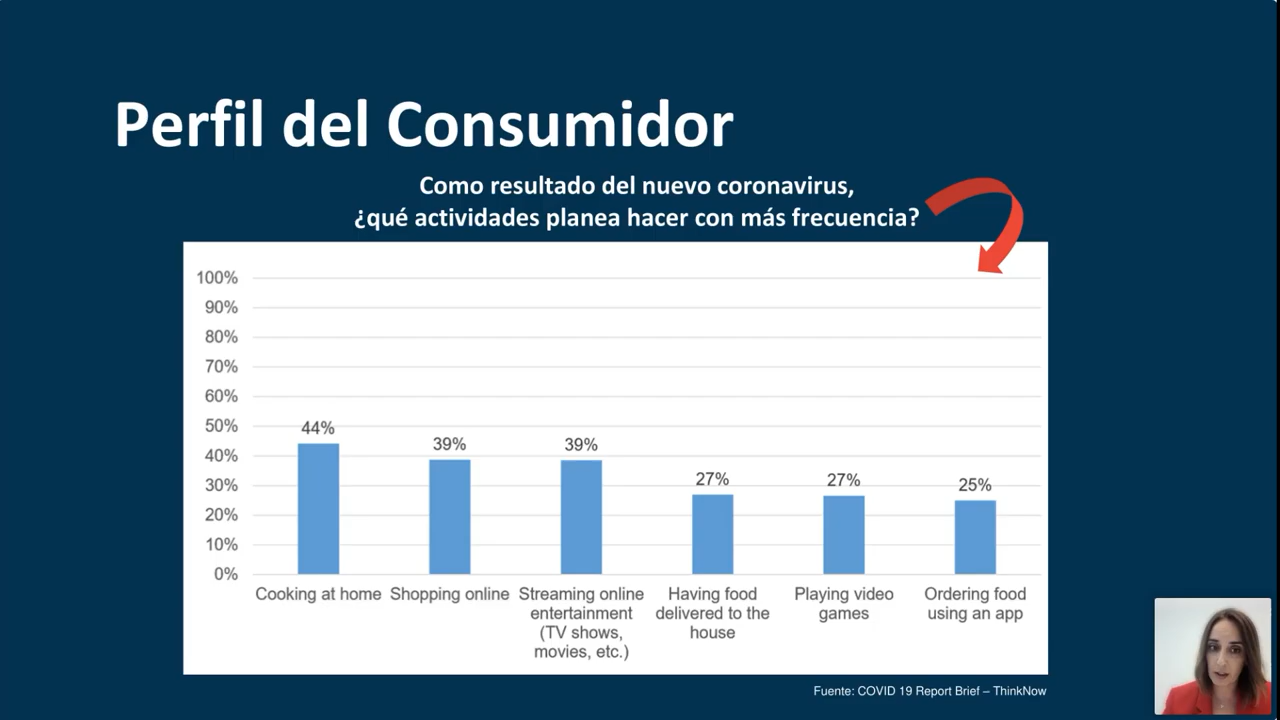 Perfil del Consumidor
Como resultado del nuevo coronavirus,
¿qué actividades planea hacer con más frecuencia?
100%
90%
80%
70%
60%
50%
40%
30%
20%
10%
0%
44%
39%
39%
27%
27%
25%
Cooking at home
Shopping online
Streaming online
entertainment
(TV shows,
movies, etc.)
Having food
delivered to the
house
Playing video
games
Ordering food
using an app
Fuente: COVID 19 Report Brief – ThinkNow